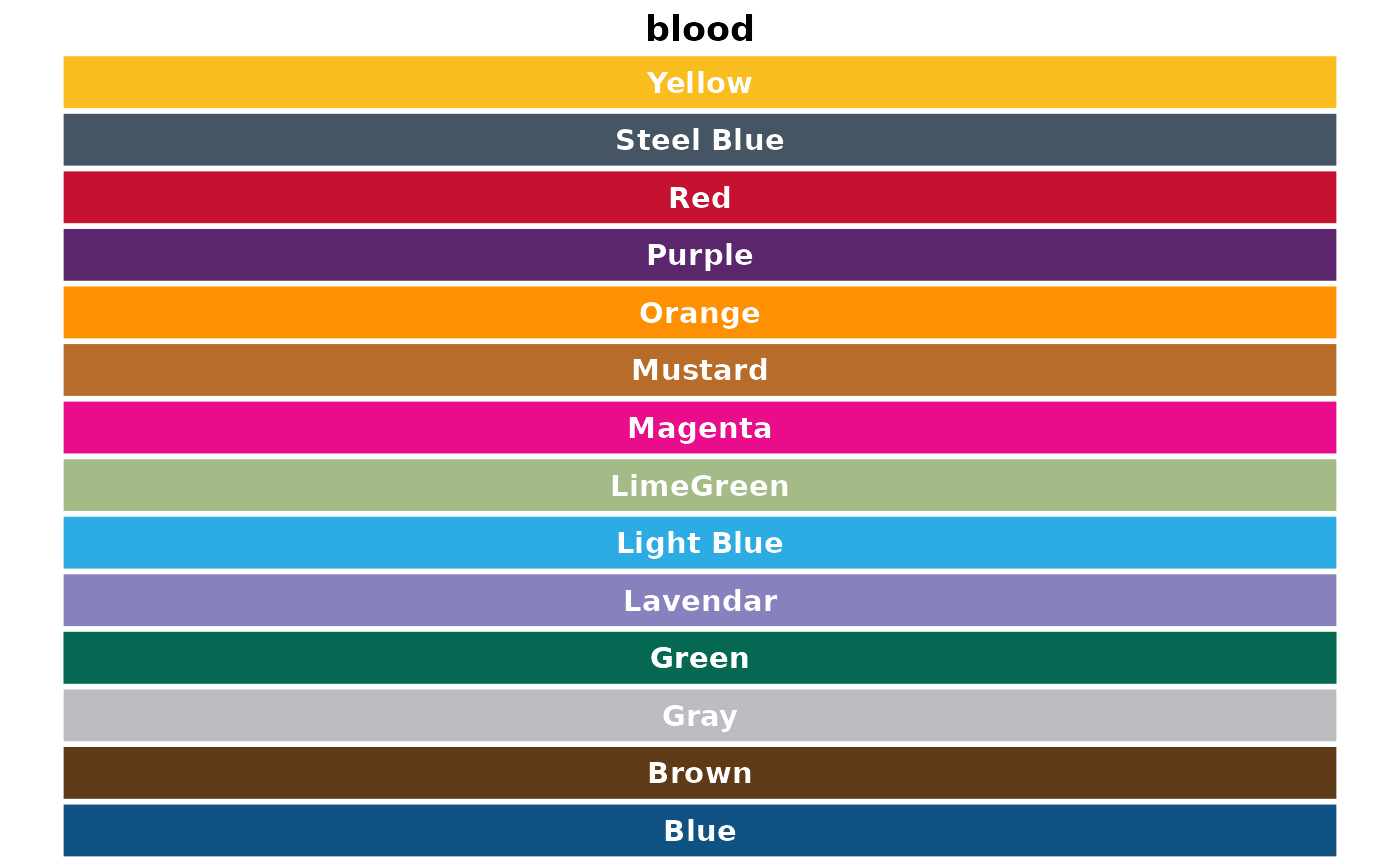 blood
Yellow
Steel Blue
Red
Purple
Orange
Mustard
Magenta
LimeGreen
Light Blue
Lavendar
Green
Gray
Brown
Blue